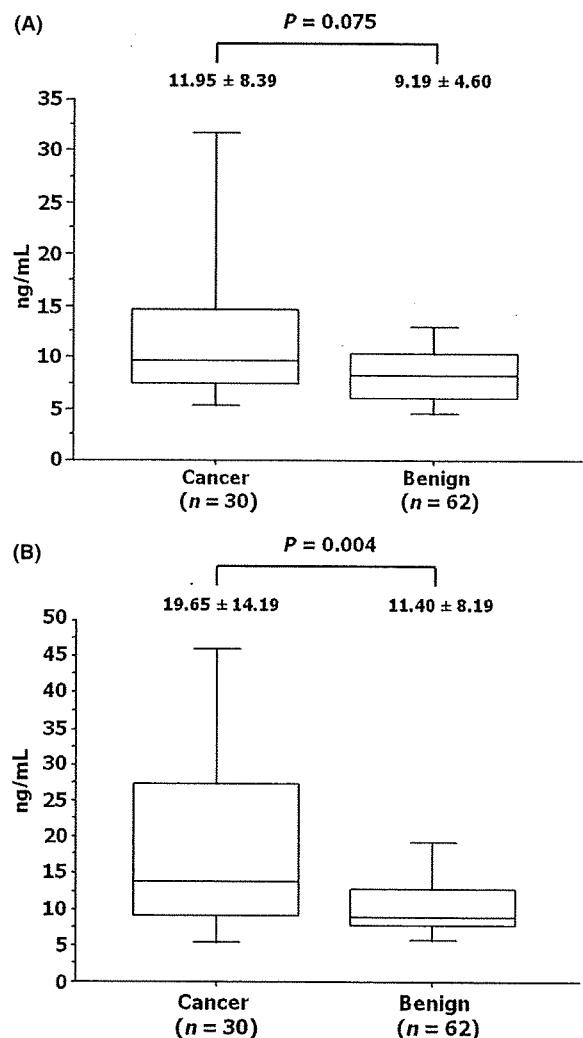 (A)
P = 0.075
11.95 ± 8.39 9.19 ± 4.60
35
30
25
20
15
10
5
0
ng/mL
Cancer Benign
(n = 30) (n = 62)
(B)
P = 0.004
19.65 ± 14.19 11.40 ± 8.19
50
45
40
35
30
25
20
15
10
5
0
ng/mL
Cancer Benign
(n = 30) (n = 62)